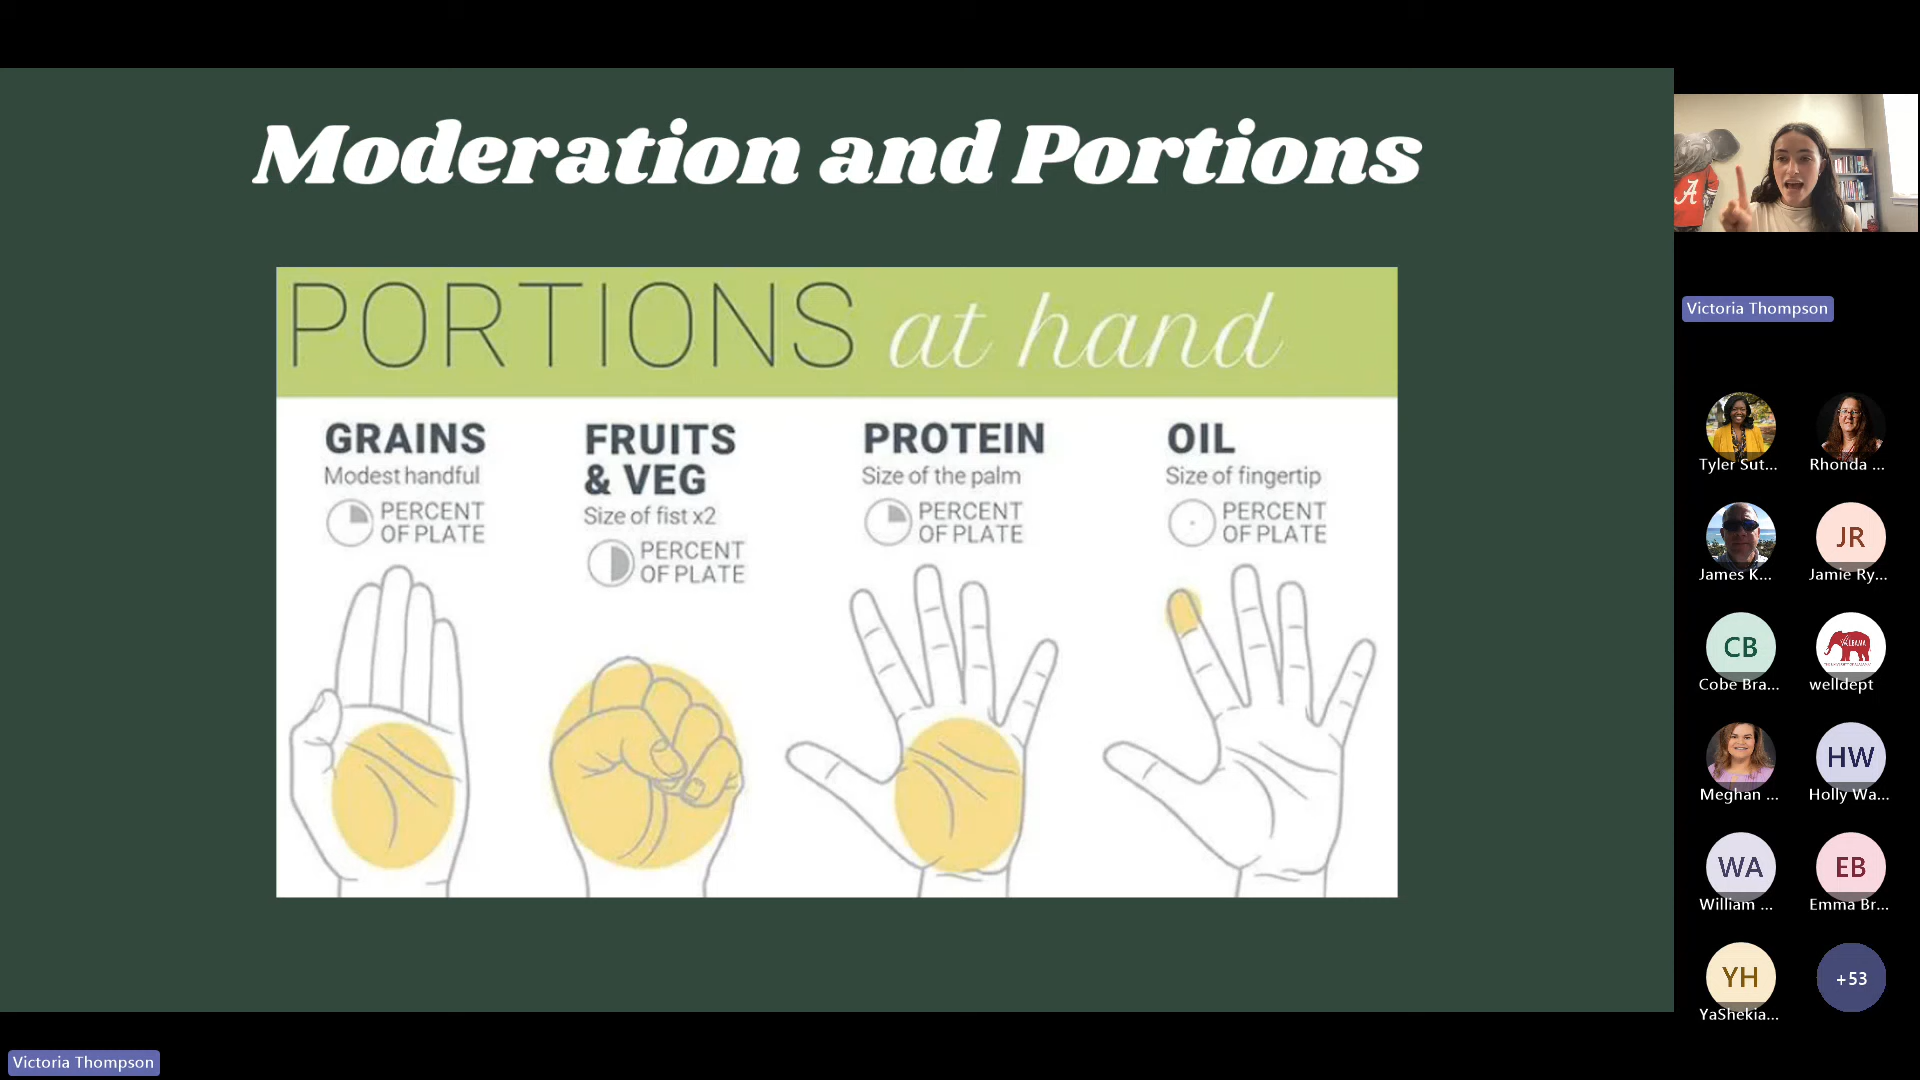 Moderation and Portions
PORTIONS at hand
GRAINS
Modest handful
PERCENT
OF PLATE
FRUITS
& VEG
Size of fist x2
PERCENT
OF PLATE
PROTEIN
Size of the palm
PERCENT
OF PLATE
OIL
Size of fingertip
PERCENT
OF PLATE
A
Victoria Thompson
Tyler Sut...
Rhonda ...
James K...
JR
Jamie Ry...
CB
Cobe Bra...
welldept
Meghan ...
HW
Holly Wa...
WA
William ...
EB
Emma Br...
YH
YaShekia...
+53
Victoria Thompson